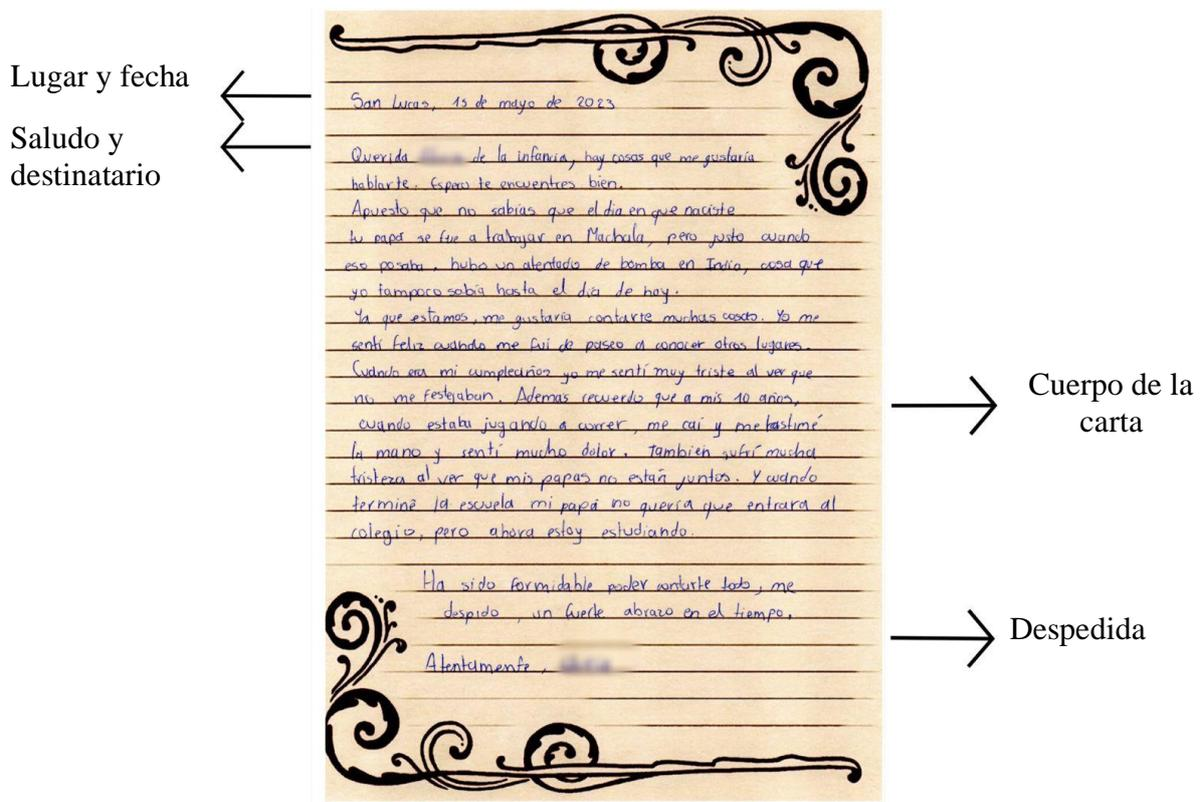 Lugar y fecha
Saludo y
destinatario
San Lucas, 15 de mayo de 2023
Querida de la infancia, hay cosas que me gustaría
hablarte. Espero te encuentres bien.
Apuesto que no sabías que el dia en que naciste
tu papá se fue a trabajar en Machala, pero justo cuando
eso pasaba, hubo un atentado de bomba en India, cosa que
yo tampoco sabía hasta el día de hoy.
Ya que estamos, me gustaría contarte muchas cosas. Yo me
sentí feliz cuando me fui de paseo a conocer otros lugares.
Cuándo era mi cumpleaños yo me sentí muy triste al ver que
no me festejaban. Ademas recuerdo que a mis 10 años,
cuando estaba jugando a correr, me caí y me lastimé
la mano y sentí mucho dolor. Tambien sufrí mucha
tristeza al ver que mis papas no están juntos. Y cuándo
terminé la escuela mi papá no quería que entrara al
colegio, pero ahora estoy estudiando.
Ha sido formidable poder contarte todo, me
despido, un fuerte abrazo en el tiempo.
Atentamente,
Cuerpo de la
carta
Despedida